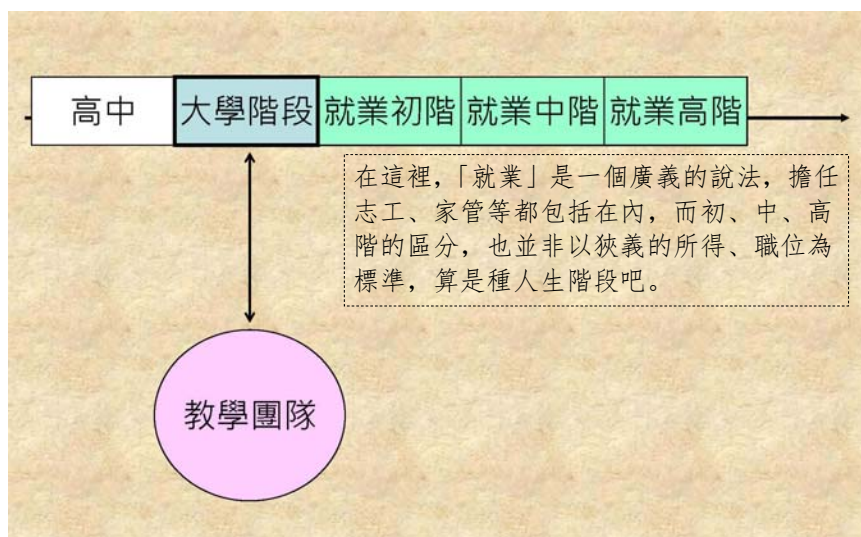 高中 大學階段 就業初階 就業中階 就業高階
在這裡，「就業」是一個廣義的說法，擔任
志工、家管等都包括在內，而初、中、高
階的區分，也並非以狹義的所得、職位為
標準，算是種人生階段吧。
教學團隊